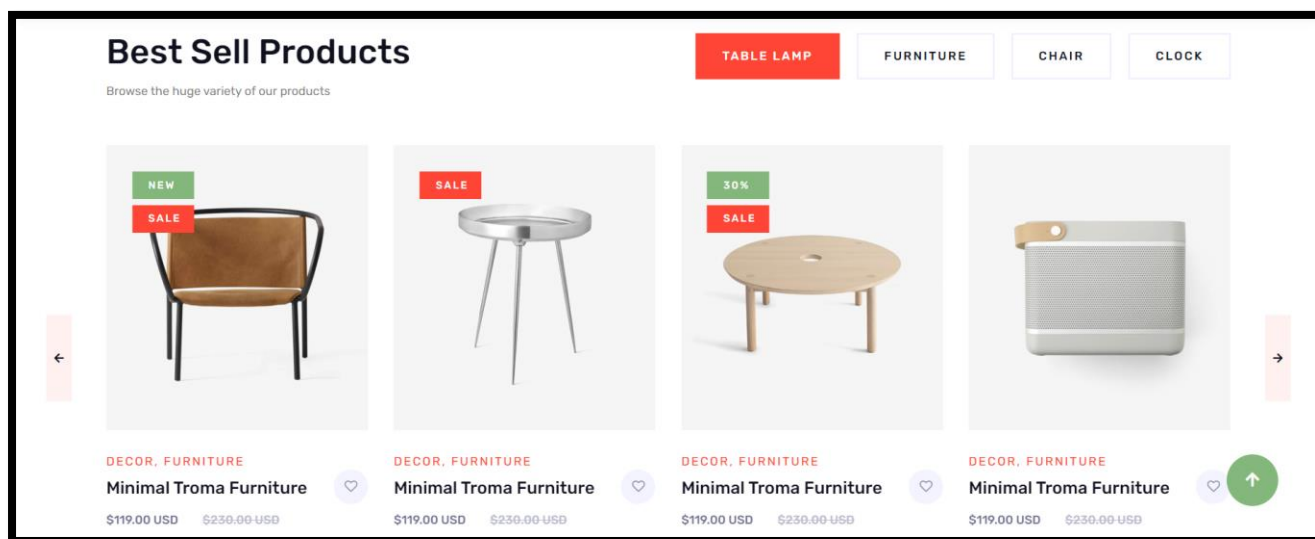 Best Sell Products
TABLE LAMP
FURNITURE
CHAIR
CLOCK
Browse the huge variety of our products
NEW
SALE
SALE
30%
SALE
DECOR, FURNITURE
Minimal Troma Furniture
$119.00 USD $230.00 USD
DECOR, FURNITURE
Minimal Troma Furniture
$119.00 USD $230.00 USD
DECOR, FURNITURE
Minimal Troma Furniture
$119.00 USD $230.00 USD
DECOR, FURNITURE
Minimal Troma Furniture
$119.00 USD $230.00 USD